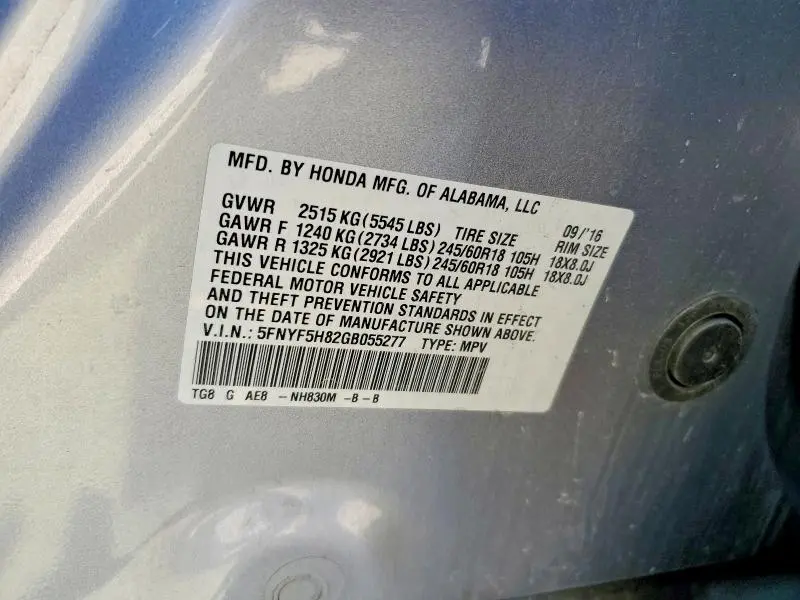 MFD. BY HONDA MFG. OF ALABAMA, LLC 09/'16
GVWR 2515 KG(5545 LBS) TIRE SIZE RIM SIZE
GAWR F 1240 KG(2734 LBS) 245/60R18 105H 18X8.0J
GAWR R 1325 KG(2921 LBS) 245/60R18 105H 18X8.0J
THIS VEHICLE CONFORMS TO ALL APPLICABLE
FEDERAL MOTOR VEHICLE SAFETY
AND THEFT PREVENTION STANDARDS IN EFFECT
ON THE DATE OF MANUFACTURE SHOWN ABOVE.
V.I.N.: 5FNYF5H82GB055277 TYPE: MPV
TG8 G AE8 -NH830M -B-B